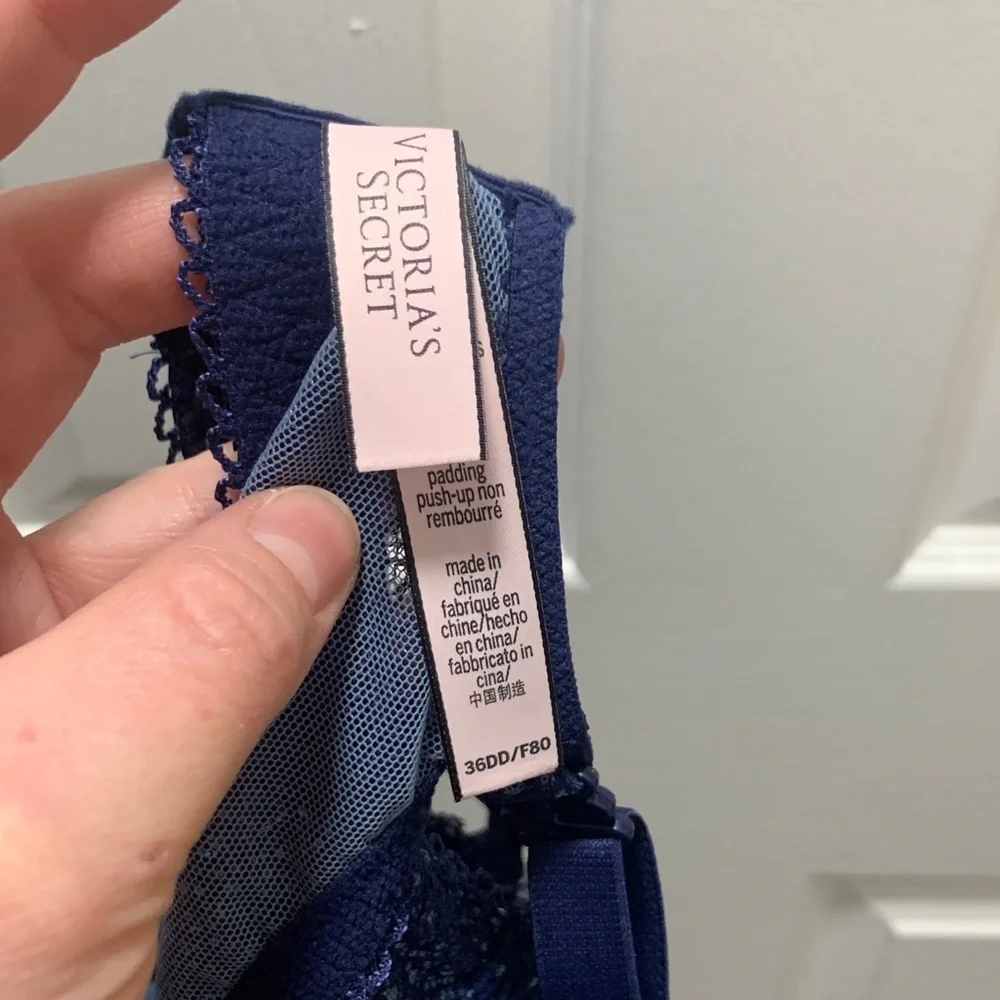 VICTORIA'S
SECRET
padding
push-up non
rembourré
made in
china/
fabriqué en
chine/hecho
en china/
fabbricato in
cina/
中国制造
36DD/F80